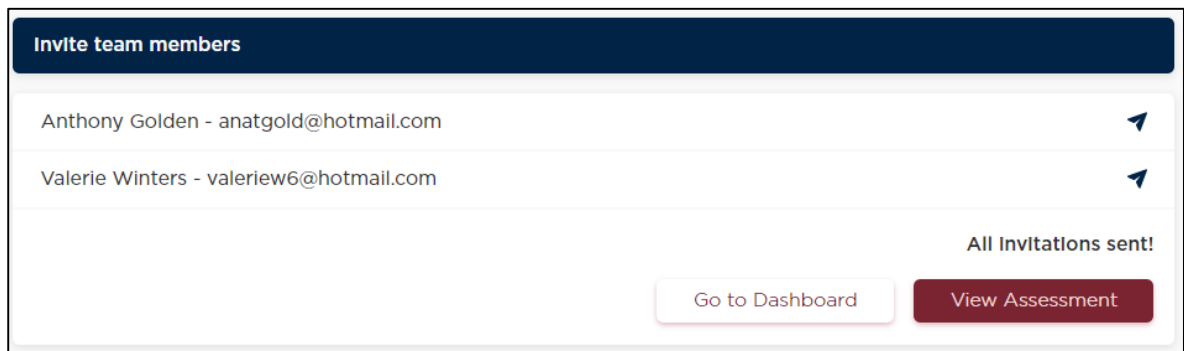 Invite team members
Anthony Golden - anatgold@hotmail.com
Valerie Winters - valeriew6@hotmail.com
All invitations sent!
Go to Dashboard
View Assessment